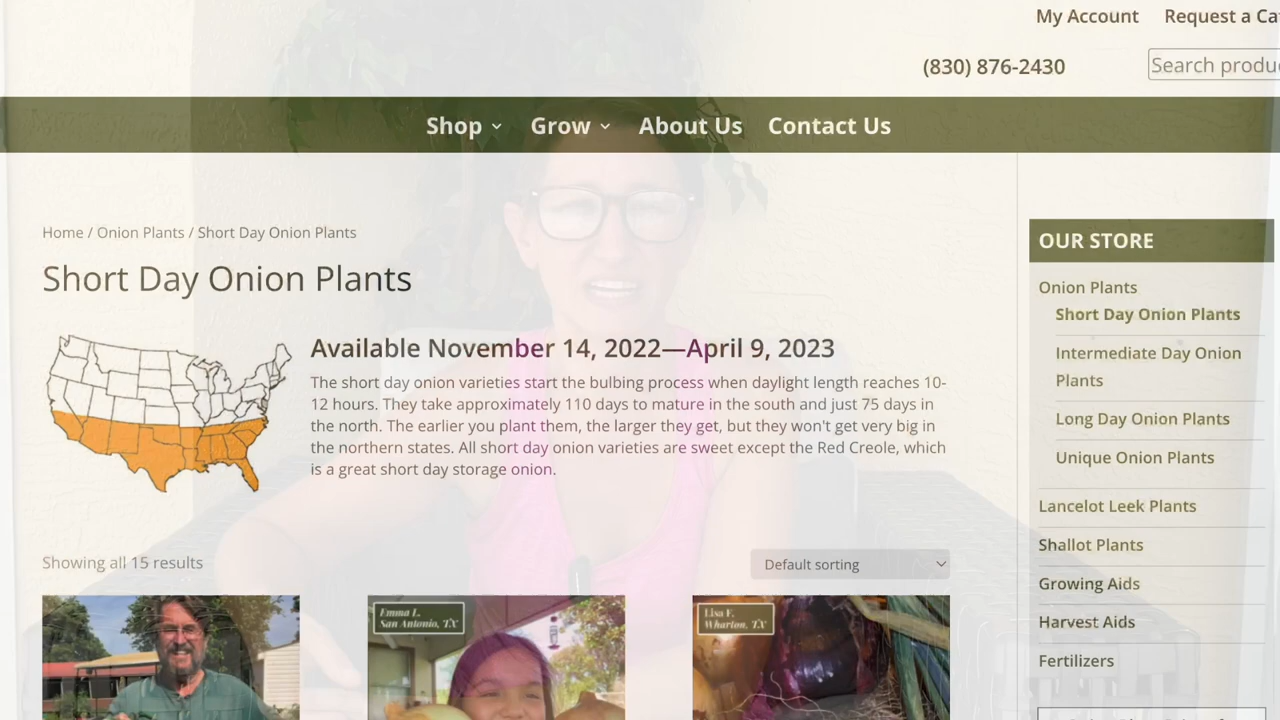 My Account Request a Ca
(830) 876-2430
Search produ
Shop Grow About Us Contact Us
Home / Onion Plants / Short Day Onion Plants
Short Day Onion Plants
Available November 14, 2022—April 9, 2023
The short day onion varieties start the bulbing process when daylight length reaches 10-
12 hours. They take approximately 110 days to mature in the south and just 75 days in
the north. The earlier you plant them, the larger they get, but they won't get very big in
the northern states. All short day onion varieties are sweet except the Red Creole, which
is a great short day storage onion.
Showing all 15 results
Default sorting
Emma L.
San Antonio, TX
Lisa F.
Wharton, TX
OUR STORE
Onion Plants
Short Day Onion Plants
Intermediate Day Onion
Plants
Long Day Onion Plants
Unique Onion Plants
Lancelot Leek Plants
Shallot Plants
Growing Aids
Harvest Aids
Fertilizers